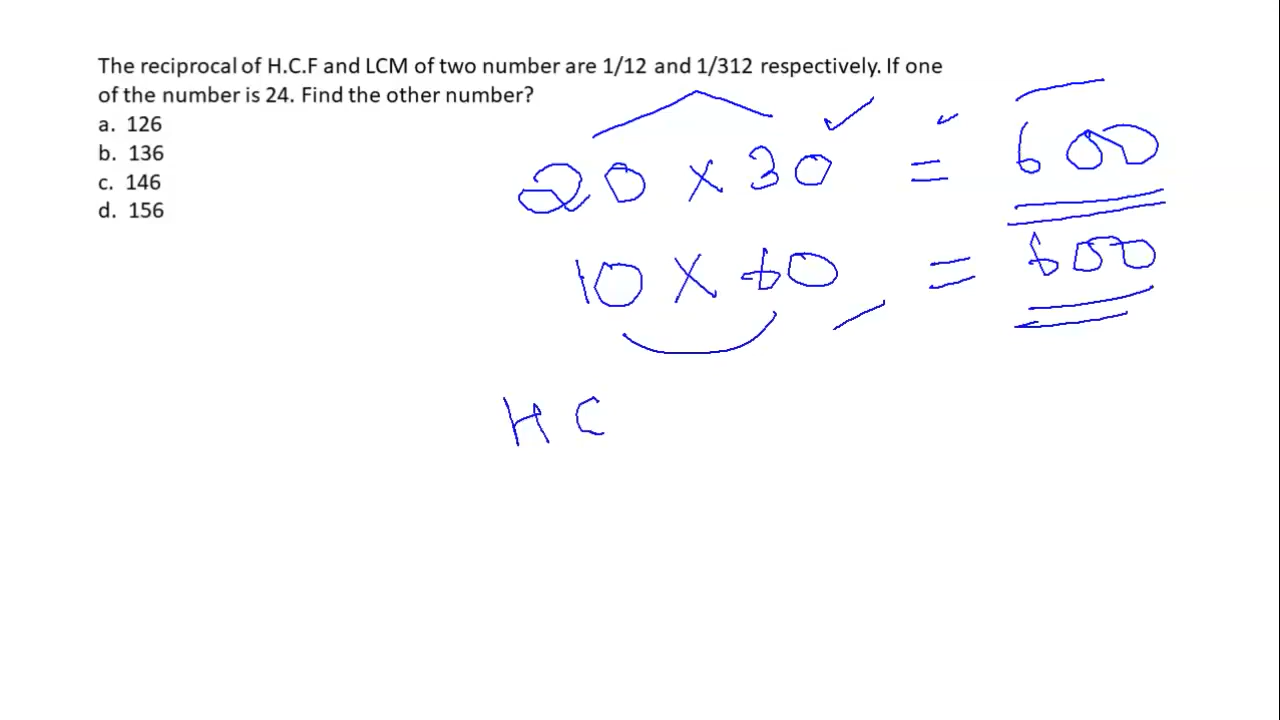 The reciprocal of H.C.F and LCM of two number are 1/12 and 1/312 respectively. If one
of the number is 24. Find the other number?
a. 126
b. 136
c. 146
d. 156
20 × 30 = 600
10 × 60 = 600
H C